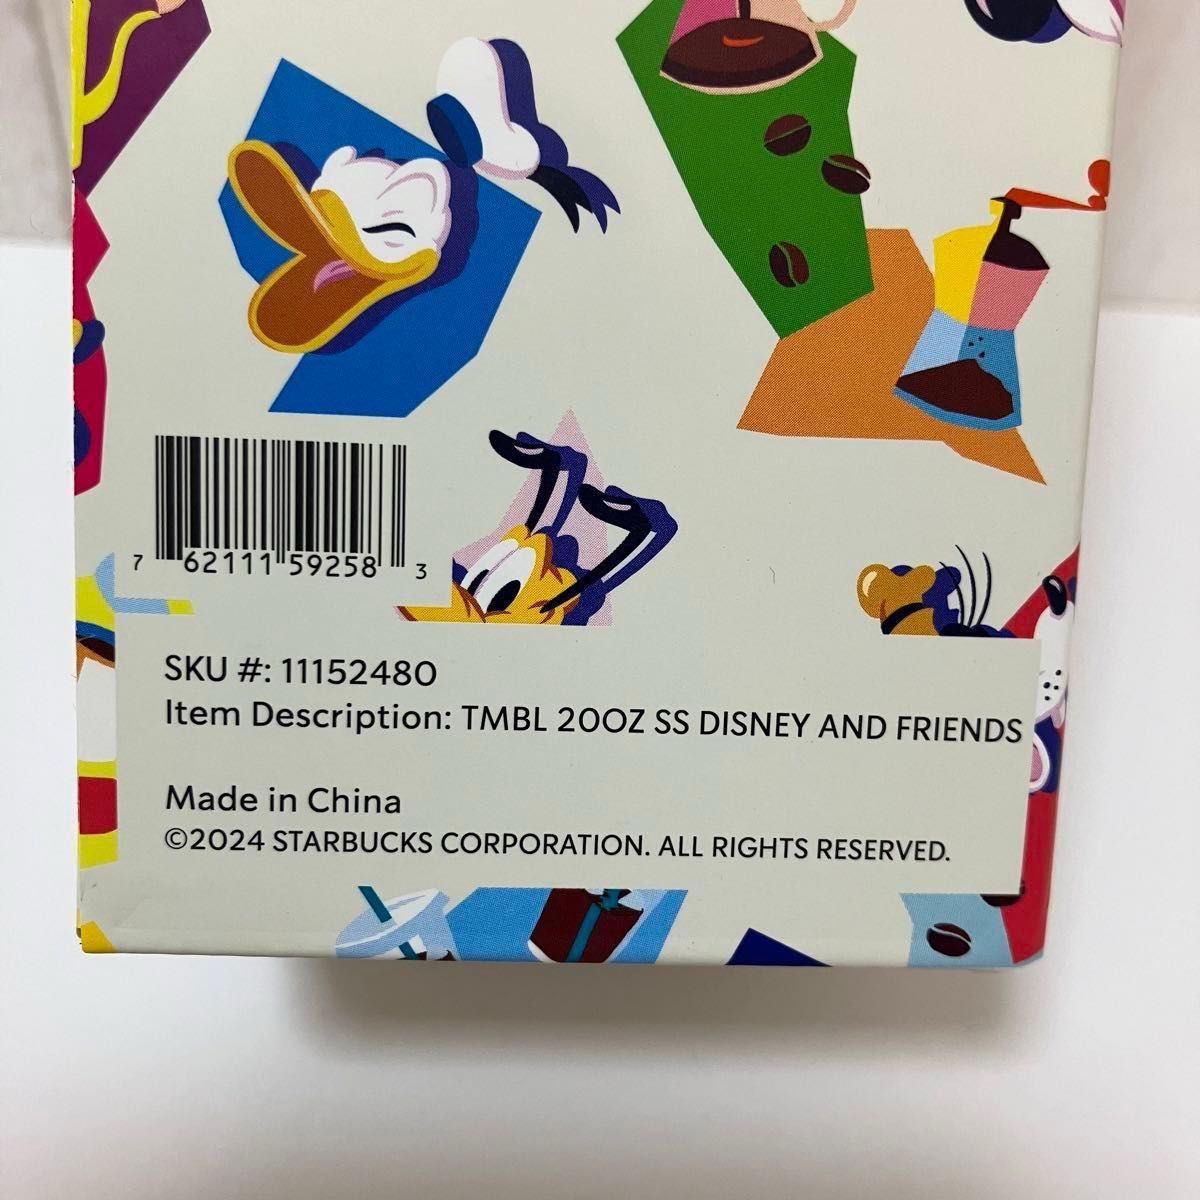 7 62111 59258 3
SKU #: 11152480
Item Description: TMBL 20OZ SS DISNEY AND FRIENDS
Made in China
©2024 STARBUCKS CORPORATION. ALL RIGHTS RESERVED.